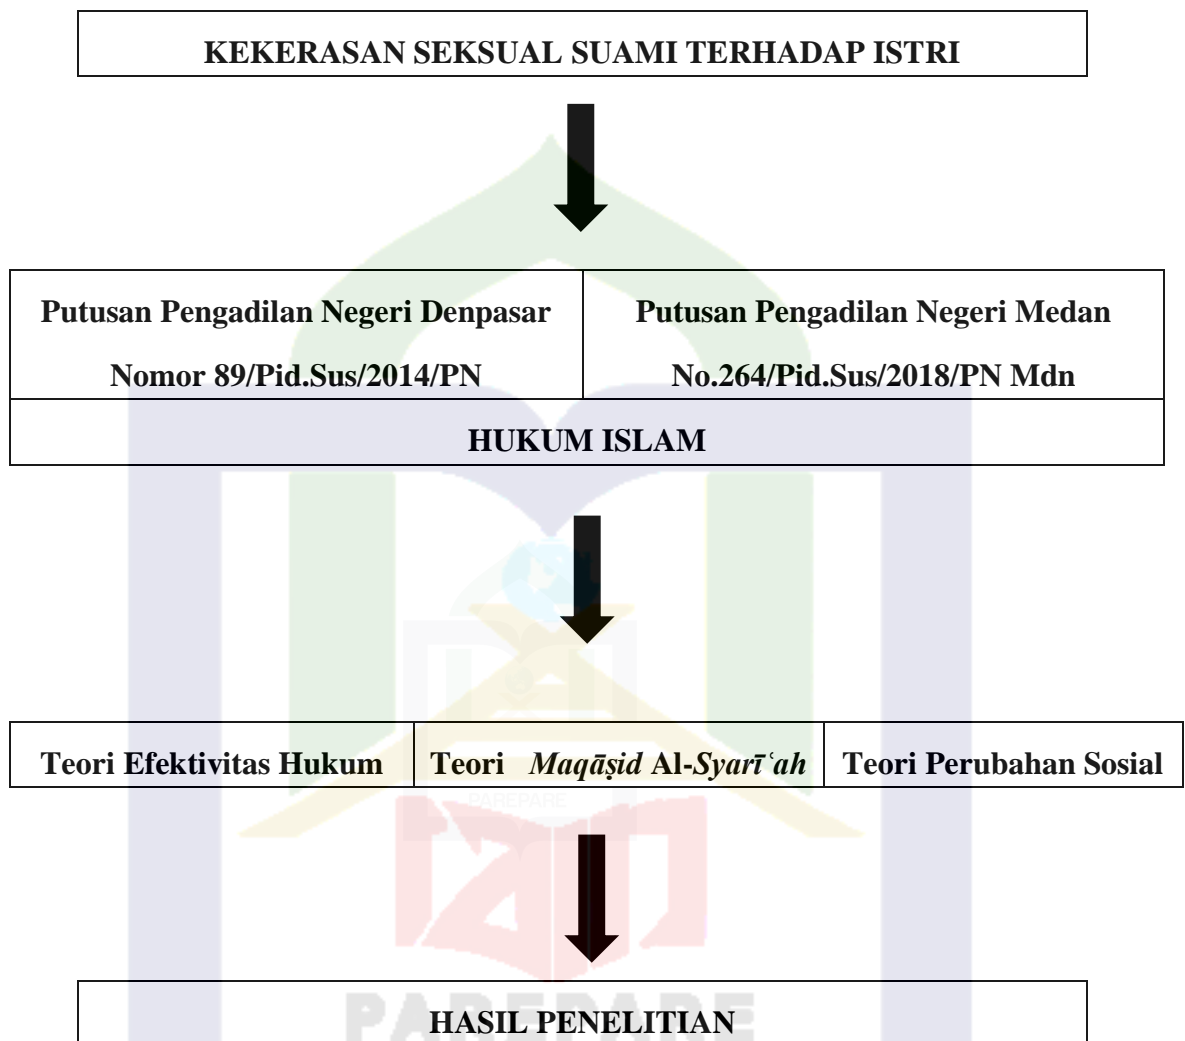 KEKERASAN SEKSUAL SUAMI TERHADAP ISTRI
Putusan Pengadilan Negeri Denpasar
Nomor 89/Pid.Sus/2014/PN
Putusan Pengadilan Negeri Medan
No.264/Pid.Sus/2018/PN Mdn
HUKUM ISLAM
Teori Efektivitas Hukum
Teori Maqāṣid Al-Syarī‘ah
Teori Perubahan Sosial
PAREPARE
HASIL PENELITIAN
PAREPARE